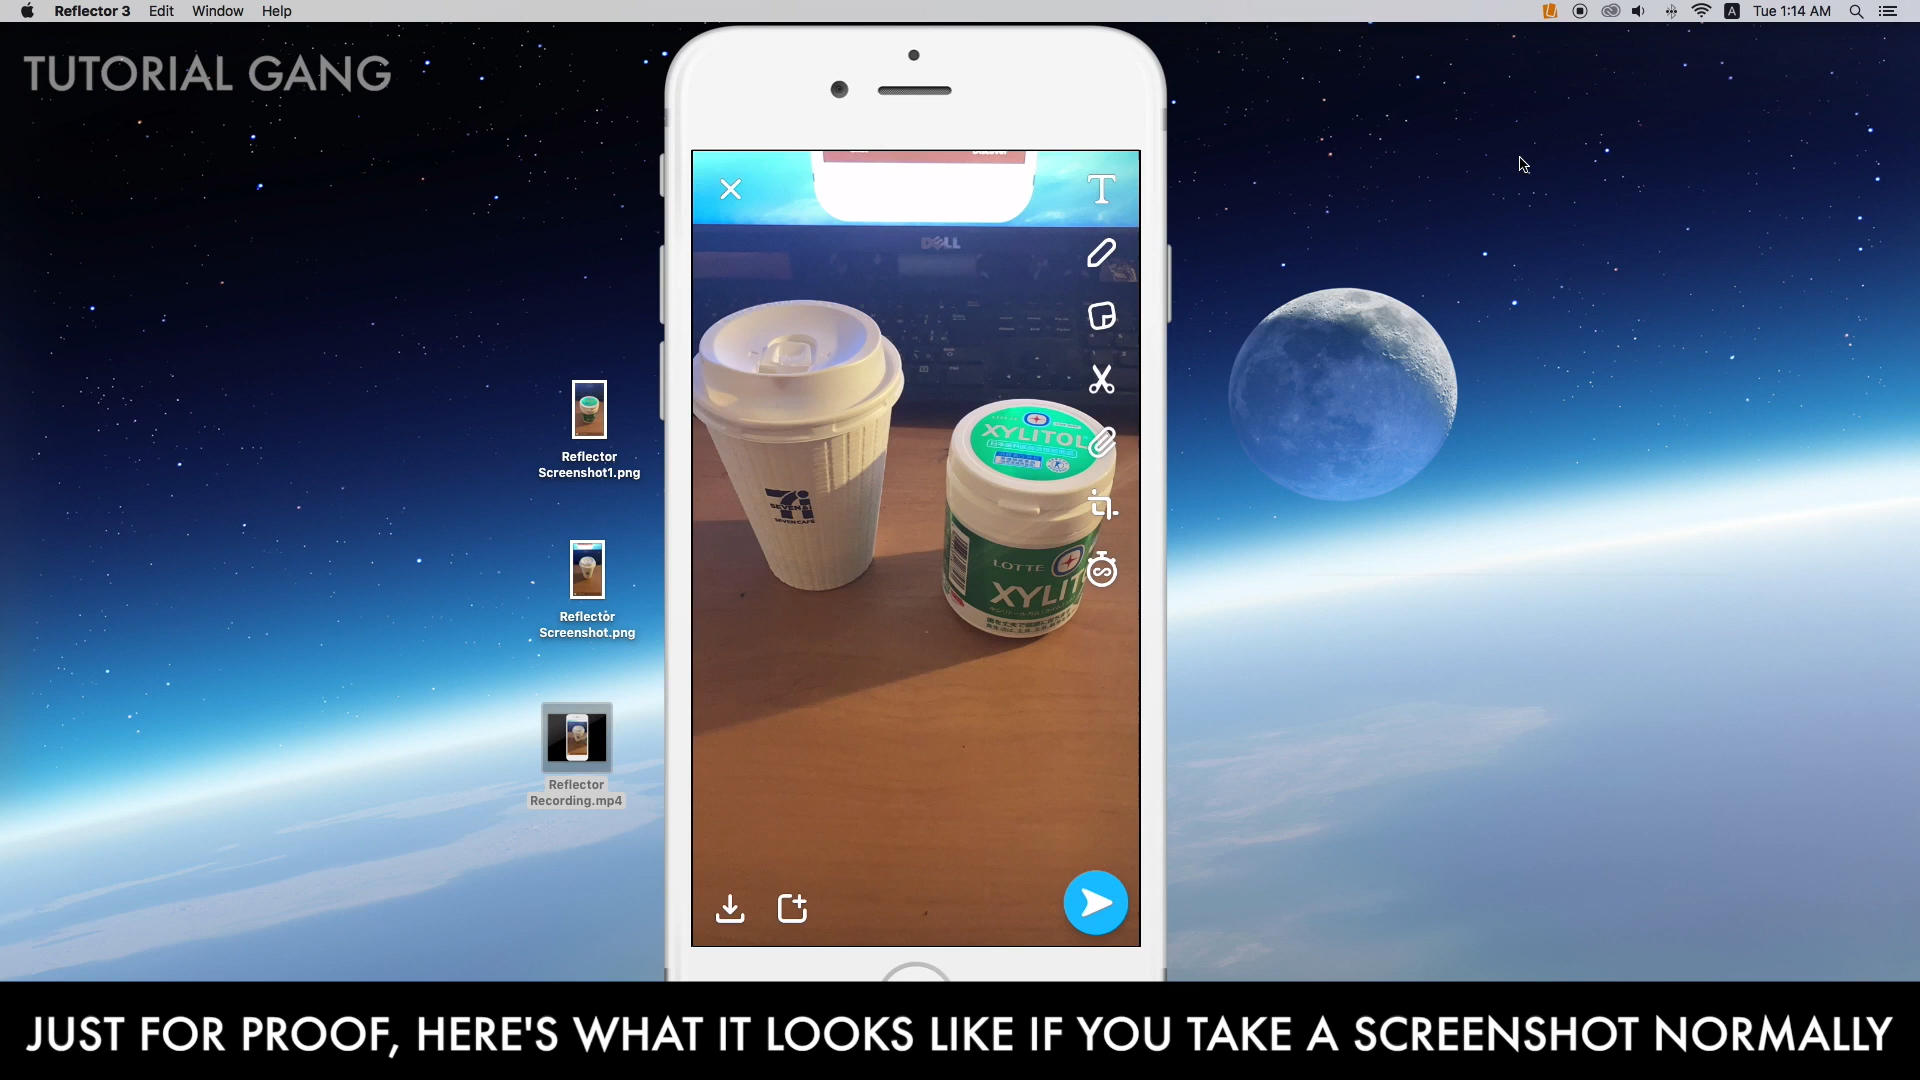 Reflector 3 Edit Window Help
A Tue 1:14 AM
TUTORIAL GANG
T
DELL
XYLITOL
7i
SEVEN&i
SEVEN CAFÉ
LOTTE
XYLIT
Reflector
Screenshot1.png
Reflector
Screenshot.png
Reflector
Recording.mp4
JUST FOR PROOF, HERE'S WHAT IT LOOKS LIKE IF YOU TAKE A SCREENSHOT NORMALLY